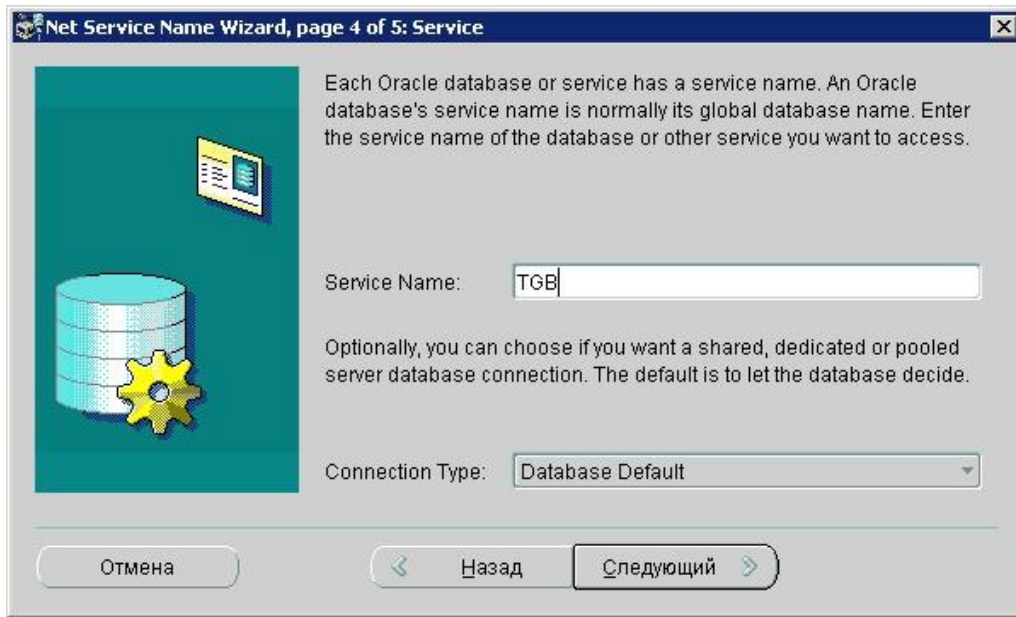 Net Service Name Wizard, page 4 of 5: Service
Each Oracle database or service has a service name. An Oracle
database's service name is normally its global database name. Enter
the service name of the database or other service you want to access.
Service Name: TGB
Optionally, you can choose if you want a shared, dedicated or pooled
server database connection. The default is to let the database decide.
Connection Type: Database Default
Отмена Назад Следующий